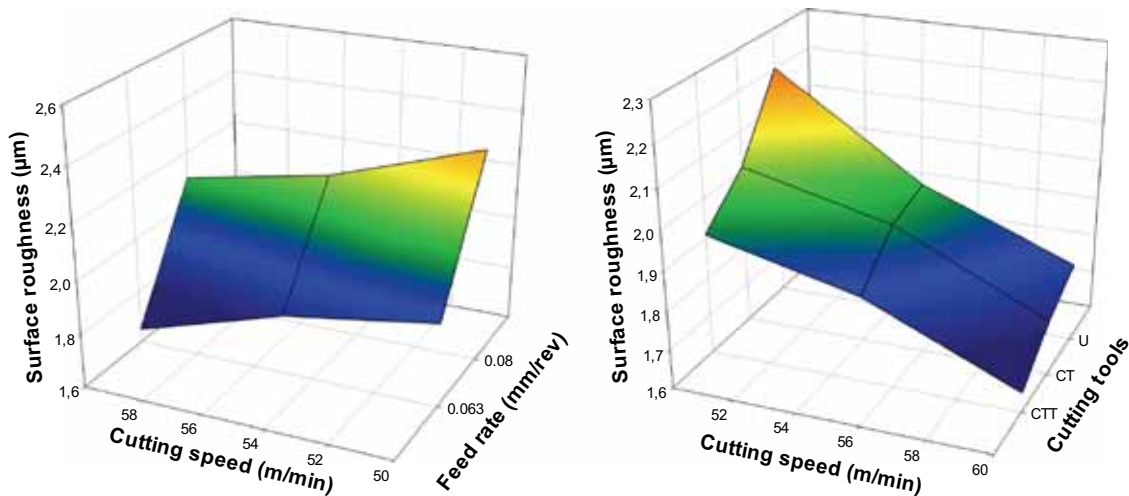 2,6
2,4
2,2
2,0
1,8
1,6
Surface roughness (µm)
58
56
54
52
50
Cutting speed (m/min)
0.063
0.08
Feed rate (mm/rev)
2,3
2,2
2,1
2,0
1,9
1,8
1,7
1,6
Surface roughness (µm)
52
54
56
58
60
Cutting speed (m/min)
U
CT
CTT
Cutting tools